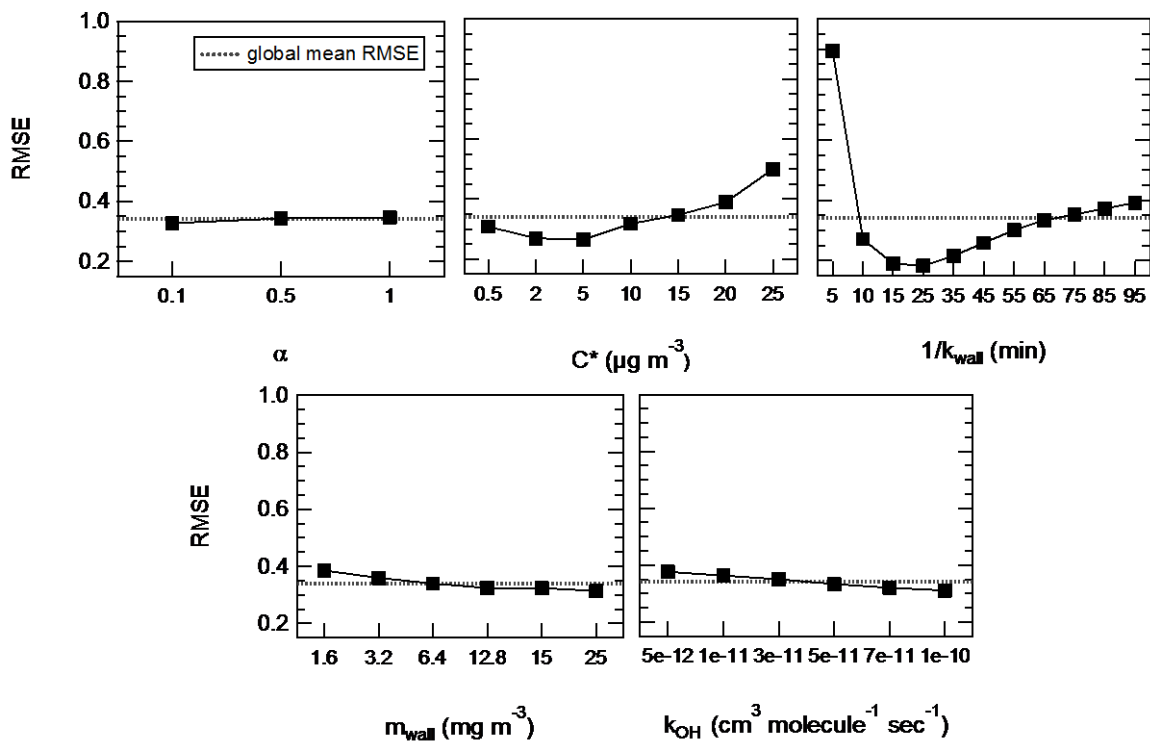 1.0
0.8
0.6
0.4
0.2
RMSE
global mean RMSE
0.1 0.5 1
α
0.5 2 5 10 15 20 25
C* (µg m⁻³)
5 10 15 25 35 45 55 65 75 85 95
1/k_wall (min)
1.0
0.8
0.6
0.4
0.2
RMSE
1.6 3.2 6.4 12.8 15 25
m_wall (mg m⁻³)
5e-12 1e-11 3e-11 5e-11 7e-11 1e-10
k_OH (cm³ molecule⁻¹ sec⁻¹)